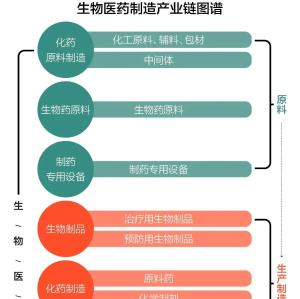 生物医药制造产业链图谱
化药
原料制造
化工原料、辅料、包材
中间体
生物药原料
生物药原料
制药
专用设备
制药专用设备
原料
生物制品
治疗用生物制品
预防用生物制品
化药制造
原料药
化学制剂
生产制造
生物医